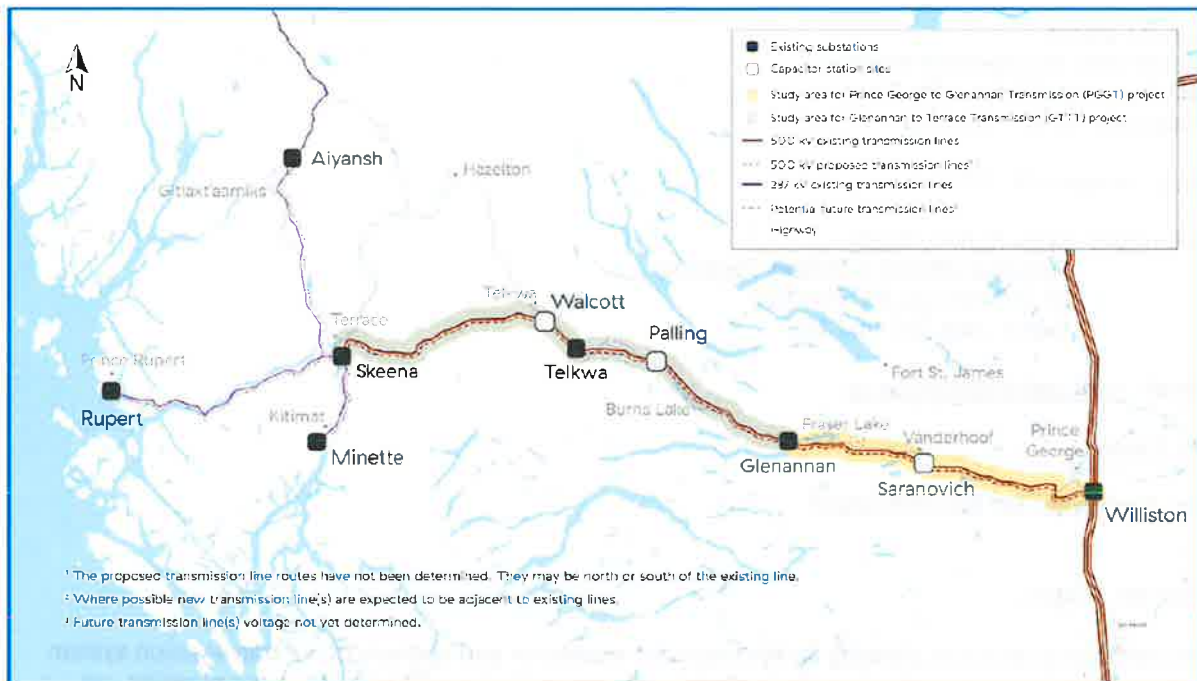 N
Existing substations
Capacitor station sites
Study area for Prince George to Glenannan Transmission (PGGT) project
Study area for Glenannan to Terrace Transmission (GTTT) project
500 kV existing transmission lines
500 kV proposed transmission lines
287 kV existing transmission lines
Potential future transmission lines
Highway
Aiyansh
Gitlaxt'aamiks
Hazelton
Telkwa
Walcott
Terrace
Palling
Prince Rupert
Skeena
Telkwa
Fort St. James
Rupert
Kitimat
Burns Lake
Fraser Lake
Vanderhoof
Prince
George
Minette
Glenannan
Saranovich
Williston
¹ The proposed transmission line routes have not been determined. They may be north or south of the existing line.
² Where possible new transmission line(s) are expected to be adjacent to existing lines.
³ Future transmission line(s) voltage not yet determined.